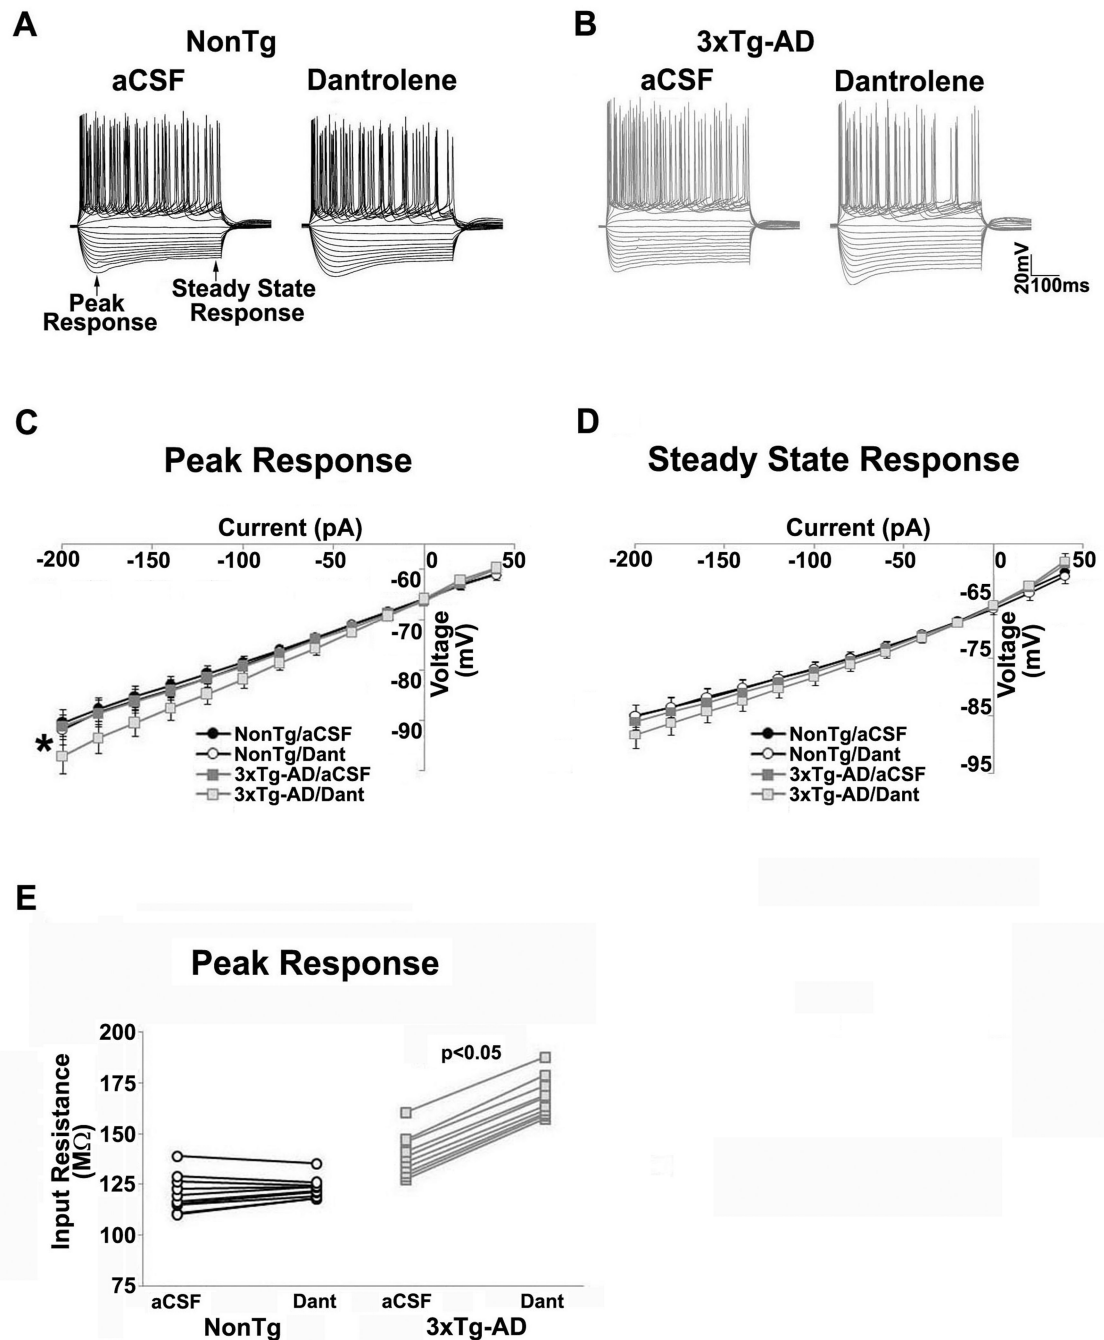 A
NonTg
aCSF
Dantrolene
Peak
Response
Steady State
Response
B
3xTg-AD
aCSF
Dantrolene
20mV
100ms
C
Peak Response
Current (pA)
-200
-150
-100
-50
0
50
-60
-70
-80
-90
Voltage
(mV)
*
NonTg/aCSF
NonTg/Dant
3xTg-AD/aCSF
3xTg-AD/Dant
D
Steady State Response
Current (pA)
-200
-150
-100
-50
0
50
-65
-75
-85
-95
Voltage
(mV)
NonTg/aCSF
NonTg/Dant
3xTg-AD/aCSF
3xTg-AD/Dant
E
Peak Response
Input Resistance
(MΩ)
200
175
150
125
100
75
p<0.05
aCSF
Dant
aCSF
Dant
NonTg
3xTg-AD